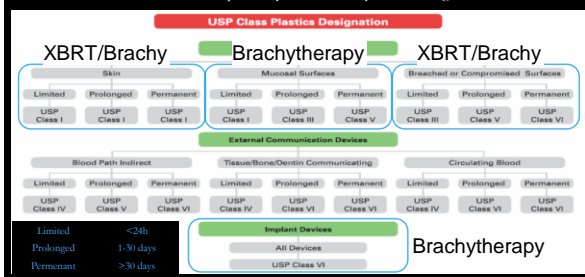 USP Class Plastics Designation
XBRT/Brachy Brachytherapy XBRT/Brachy
Skin Mucosal Surfaces Breached or Compromised Surfaces
Limited Prolonged Permanent Limited Prolonged Permanent Limited Prolonged Permanent
USP Class I USP Class I USP Class I USP Class I USP Class III USP Class V USP Class III USP Class V USP Class VI
External Communication Devices
Blood Path Indirect Tissue/Bone/Dentin Communicating Circulating Blood
Limited Prolonged Permanent Limited Prolonged Permanent Limited Prolonged Permanent
USP Class IV USP Class V USP Class VI USP Class IV USP Class VI USP Class VI USP Class IV USP Class VI USP Class VI
Limited <24h
Prolonged 1-30 days
Permenant >30 days
Implant Devices
All Devices
USP Class VI
Brachytherapy